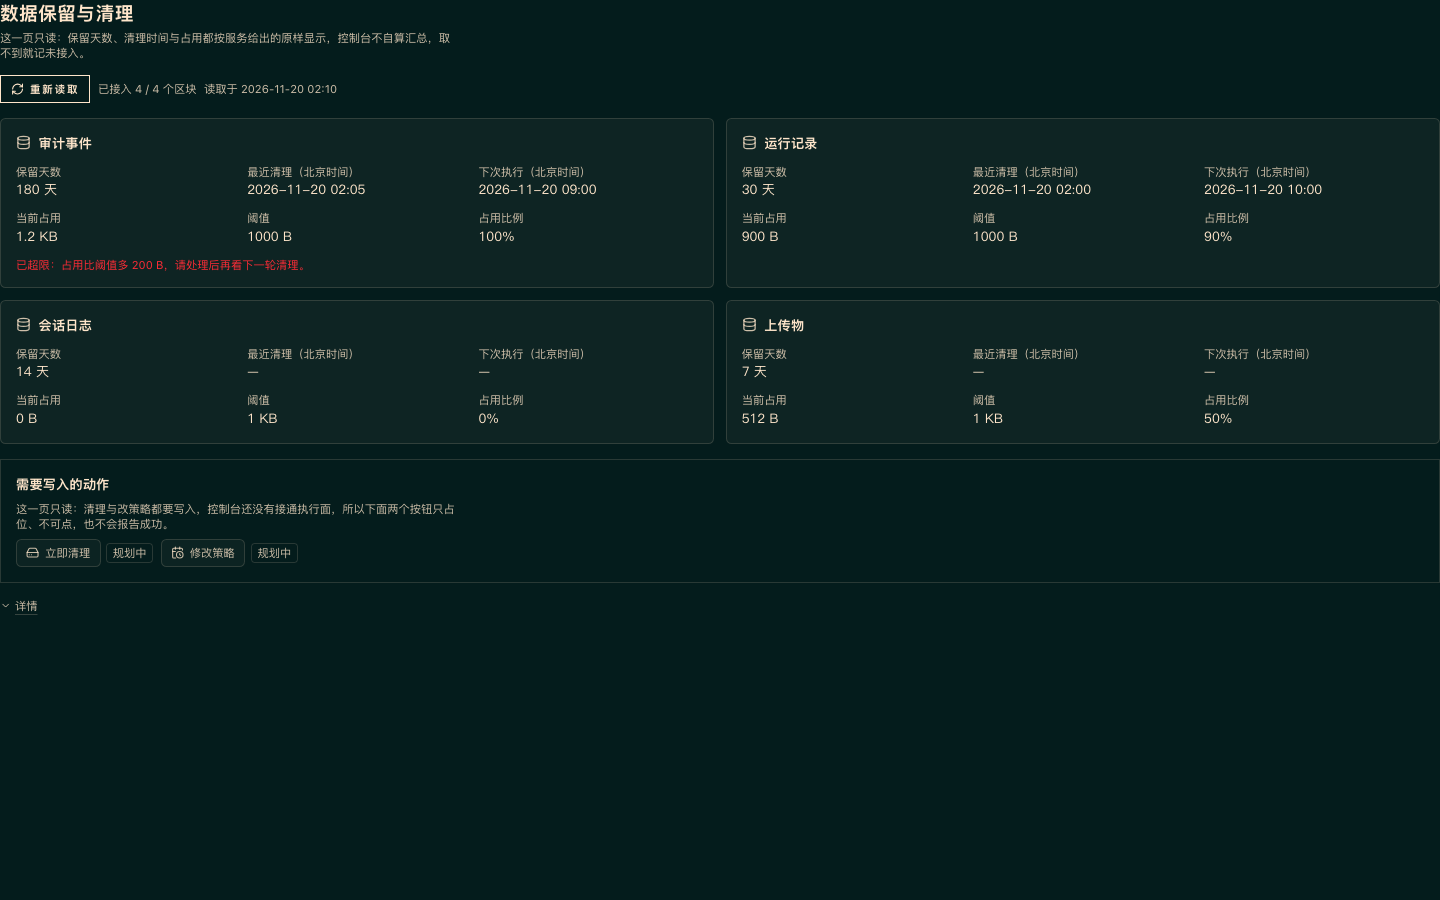 数据保留与清理
这一页只读：保留天数、清理时间与占用都按服务给出的原样显示，控制台不自算汇总，取
不到就记未接入。
重新读取 已接入 4 / 4 个区块 读取于 2026-11-20 02:10
审计事件
保留天数 最近清理（北京时间） 下次执行（北京时间）
180 天 2026-11-20 02:05 2026-11-20 09:00
当前占用 阈值 占用比例
1.2 KB 1000 B 100%
已超限：占用比阈值多 200 B，请处理后再看下一轮清理。
运行记录
保留天数 最近清理（北京时间） 下次执行（北京时间）
30 天 2026-11-20 02:00 2026-11-20 10:00
当前占用 阈值 占用比例
900 B 1000 B 90%
会话日志
保留天数 最近清理（北京时间） 下次执行（北京时间）
14 天 — —
当前占用 阈值 占用比例
0 B 1 KB 0%
上传物
保留天数 最近清理（北京时间） 下次执行（北京时间）
7 天 — —
当前占用 阈值 占用比例
512 B 1 KB 50%
需要写入的动作
这一页只读：清理与改策略都要写入，控制台还没有接通执行面，所以下面两个按钮只占
位、不可点，也不会报告成功。
立即清理 规划中 修改策略 规划中
详情